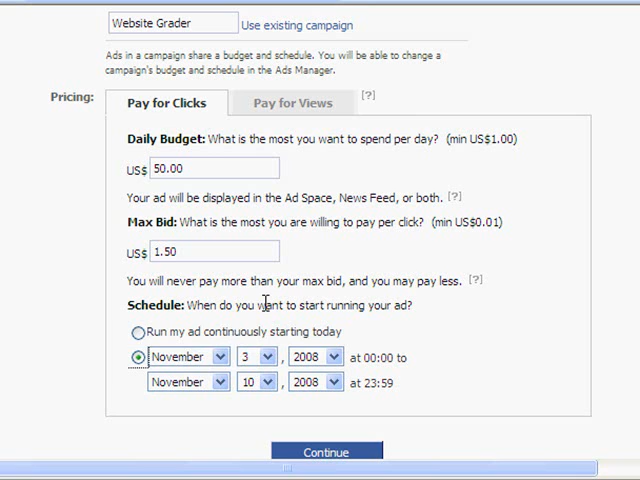 Website Grader Use existing campaign
Ads in a campaign share a budget and schedule. You will be able to change a
campaign's budget and schedule in the Ads Manager.
Pricing: Pay for Clicks Pay for Views [?]
Daily Budget: What is the most you want to spend per day? (min US$1.00)
US$ 50.00
Your ad will be displayed in the Ad Space, News Feed, or both. [?]
Max Bid: What is the most you are willing to pay per click? (min US$0.01)
US$ 1.50
You will never pay more than your max bid, and you may pay less. [?]
Schedule: When do you want to start running your ad?
Run my ad continuously starting today
November 3 , 2008 at 00:00 to
November 10 , 2008 at 23:59
Continue